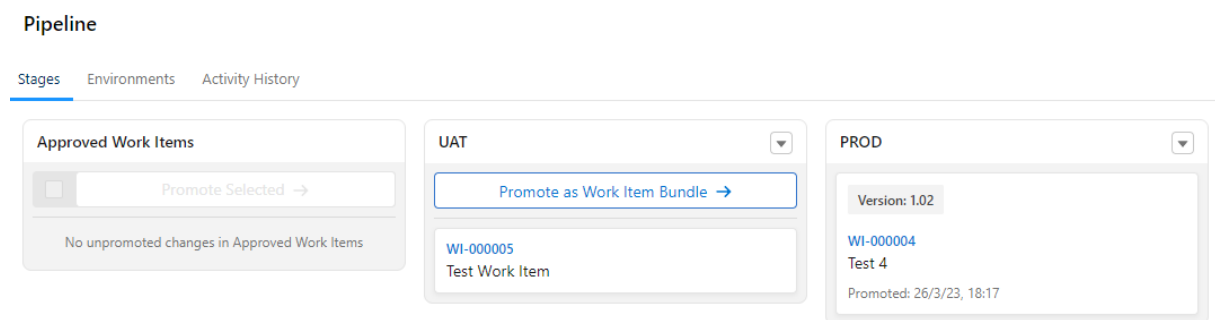 Pipeline
Stages Environments Activity History
Approved Work Items
Promote Selected →
No unpromoted changes in Approved Work Items
UAT
Promote as Work Item Bundle →
WI-000005
Test Work Item
PROD
Version: 1.02
WI-000004
Test 4
Promoted: 26/3/23, 18:17